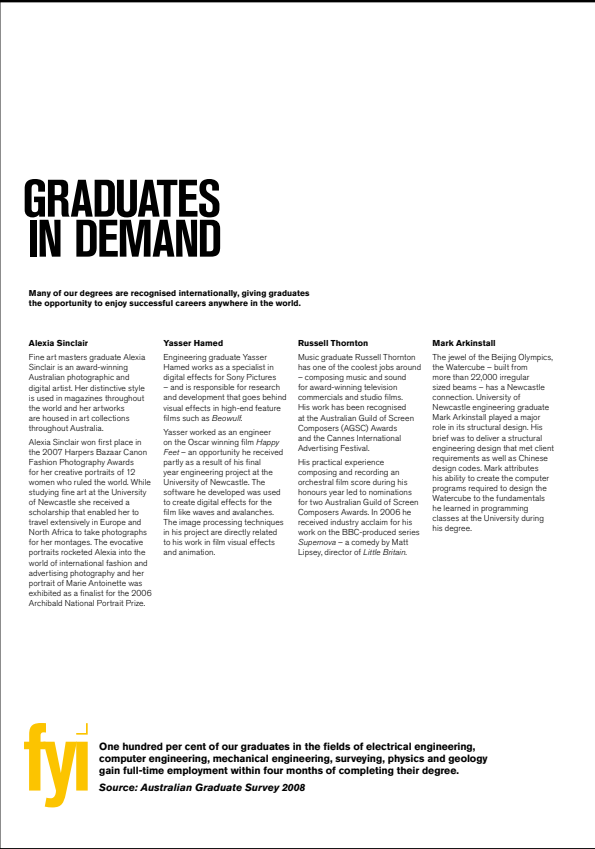 GRADUATES
IN DEMAND
Many of our degrees are recognised internationally, giving graduates
the opportunity to enjoy successful careers anywhere in the world.
Alexia Sinclair
Fine art masters graduate Alexia
Sinclair is an award-winning
Australian photographic and
digital artist. Her distinctive style
is used in magazines throughout
the world and her artworks
are housed in art collections
throughout Australia.
Alexia Sinclair won first place in
the 2007 Harpers Bazaar Canon
Fashion Photography Awards
for her creative portraits of 12
women who ruled the world. While
studying fine art at the University
of Newcastle she received a
scholarship that enabled her to
travel extensively in Europe and
North Africa to take photographs
for her montages. The evocative
portraits rocketed Alexia into the
world of international fashion and
advertising photography and her
portrait of Marie Antoinette was
exhibited as a finalist for the 2006
Archibald National Portrait Prize.
Yasser Hamed
Engineering graduate Yasser
Hamed works as a specialist in
digital effects for Sony Pictures
– and is responsible for research
and development that goes behind
visual effects in high-end feature
films such as Beowulf.
Yasser worked as an engineer
on the Oscar winning film Happy
Feet – an opportunity he received
partly as a result of his final
year engineering project at the
University of Newcastle. The
software he developed was used
to create digital effects for the
film like waves and avalanches.
The image processing techniques
in his project are directly related
to his work in film visual effects
and animation.
Russell Thornton
Music graduate Russell Thornton
has one of the coolest jobs around
– composing music and sound
for award-winning television
commercials and studio films.
His work has been recognised
at the Australian Guild of Screen
Composers (AGSC) Awards
and the Cannes International
Advertising Festival.
His practical experience
composing and recording an
orchestral film score during his
honours year led to nominations
for two Australian Guild of Screen
Composers Awards. In 2006 he
received industry acclaim for his
work on the BBC-produced series
Supernova – a comedy by Matt
Lipsey, director of Little Britain.
Mark Arkinstall
The jewel of the Beijing Olympics,
the Watercube – built from
more than 22,000 irregular
sized beams – has a Newcastle
connection. University of
Newcastle engineering graduate
Mark Arkinstall played a major
role in its structural design. His
brief was to deliver a structural
engineering design that met client
requirements as well as Chinese
design codes. Mark attributes
his ability to create the computer
programs required to design the
Watercube to the fundamentals
he learned in programming
classes at the University during
his degree.
fyi
One hundred per cent of our graduates in the fields of electrical engineering,
computer engineering, mechanical engineering, surveying, physics and geology
gain full-time employment within four months of completing their degree.
Source: Australian Graduate Survey 2008